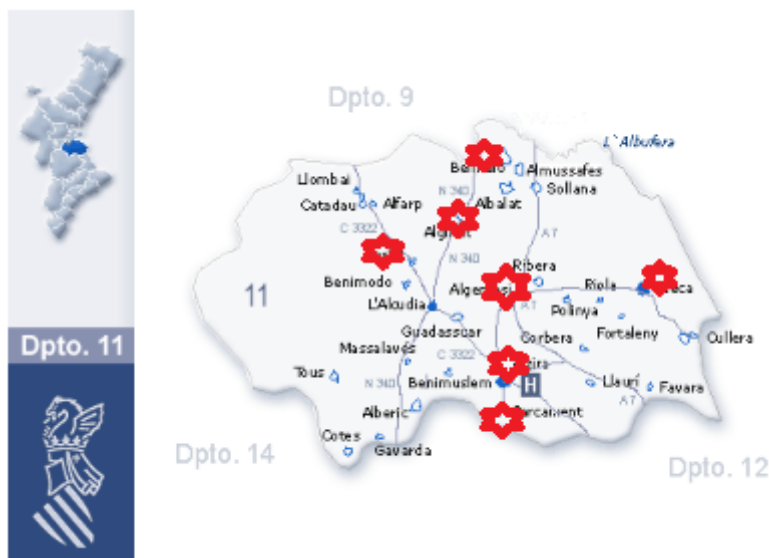 Dpto. 9
L'Albufera
Almussafes
Sollana
Llombai
Catadau
Alfarp
N 340
Albalat
C 3322
A7
N 340
11
Benimodo
Ribera
L'Alcudia
A7
Riola
Polinya
Fortaleny
Guadassuar
Corbera
Cullera
Dpto. 11
Massalavés
C 3322
Tous
N 340
Benimuslem
H
Llaurí
Favara
A7
Alberic
Cotes
Gavarda
Dpto. 14
Dpto. 12